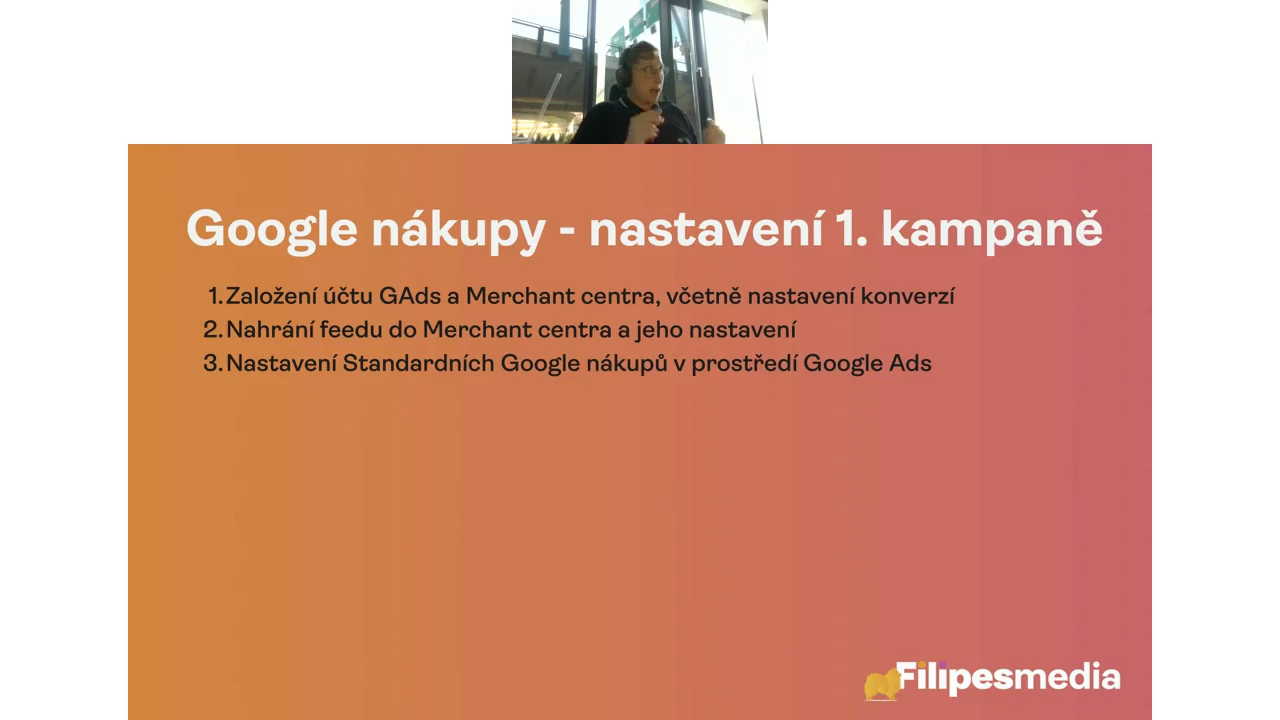 Google nákupy - nastavení 1. kampaně
1. Založení účtu GAds a Merchant centra, včetně nastavení konverzí
2. Nahrání feedu do Merchant centra a jeho nastavení
3. Nastavení Standardních Google nákupů v prostředí Google Ads
Filipesmedia